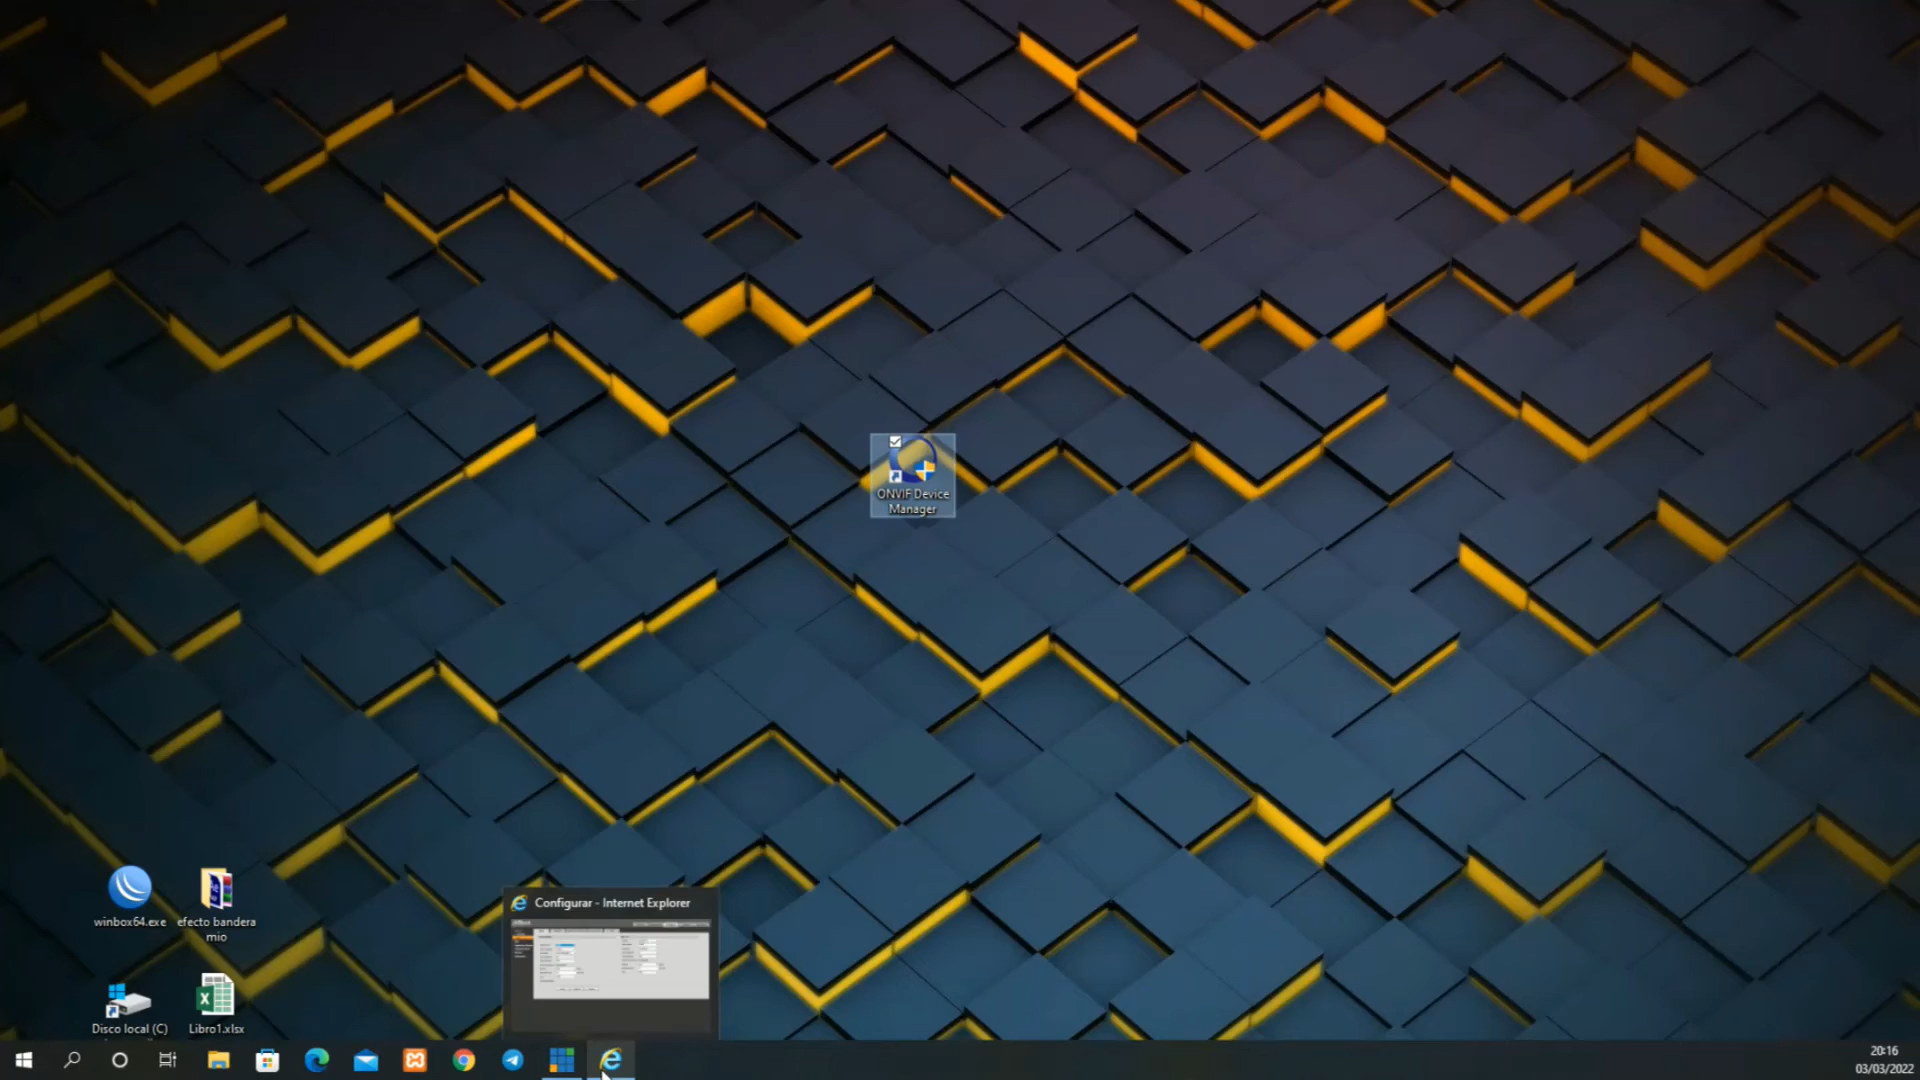 ONVIF Device
Manager
winbox64.exe
efecto bandera
mio
Configurar - Internet Explorer
Disco local (C)
Libro1.xlsx
20:16
03/03/2022